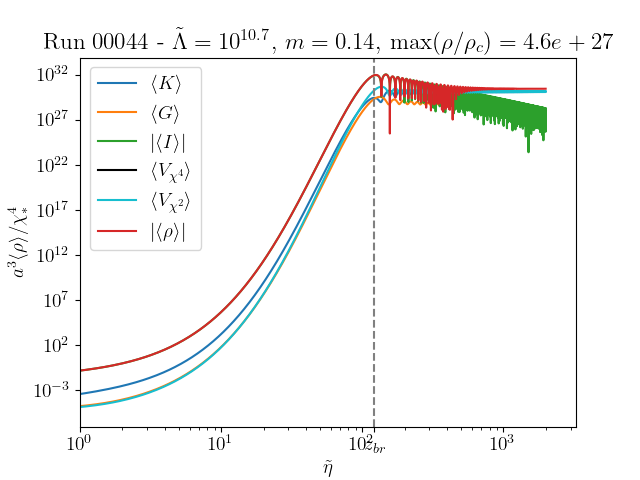 Run 00044 - Λ̃ = 10^10.7, m = 0.14, max(ρ/ρ_c) = 4.6e + 27
10^32
10^27
10^22
10^17
10^12
10^7
10^2
10^−3
a^3⟨ρ⟩/χ_*^4
⟨K⟩
⟨G⟩
|⟨I⟩|
⟨V_χ^4⟩
⟨V_χ^2⟩
|⟨ρ⟩|
10^0 10^1 10^2 10^3
z_br
η̃